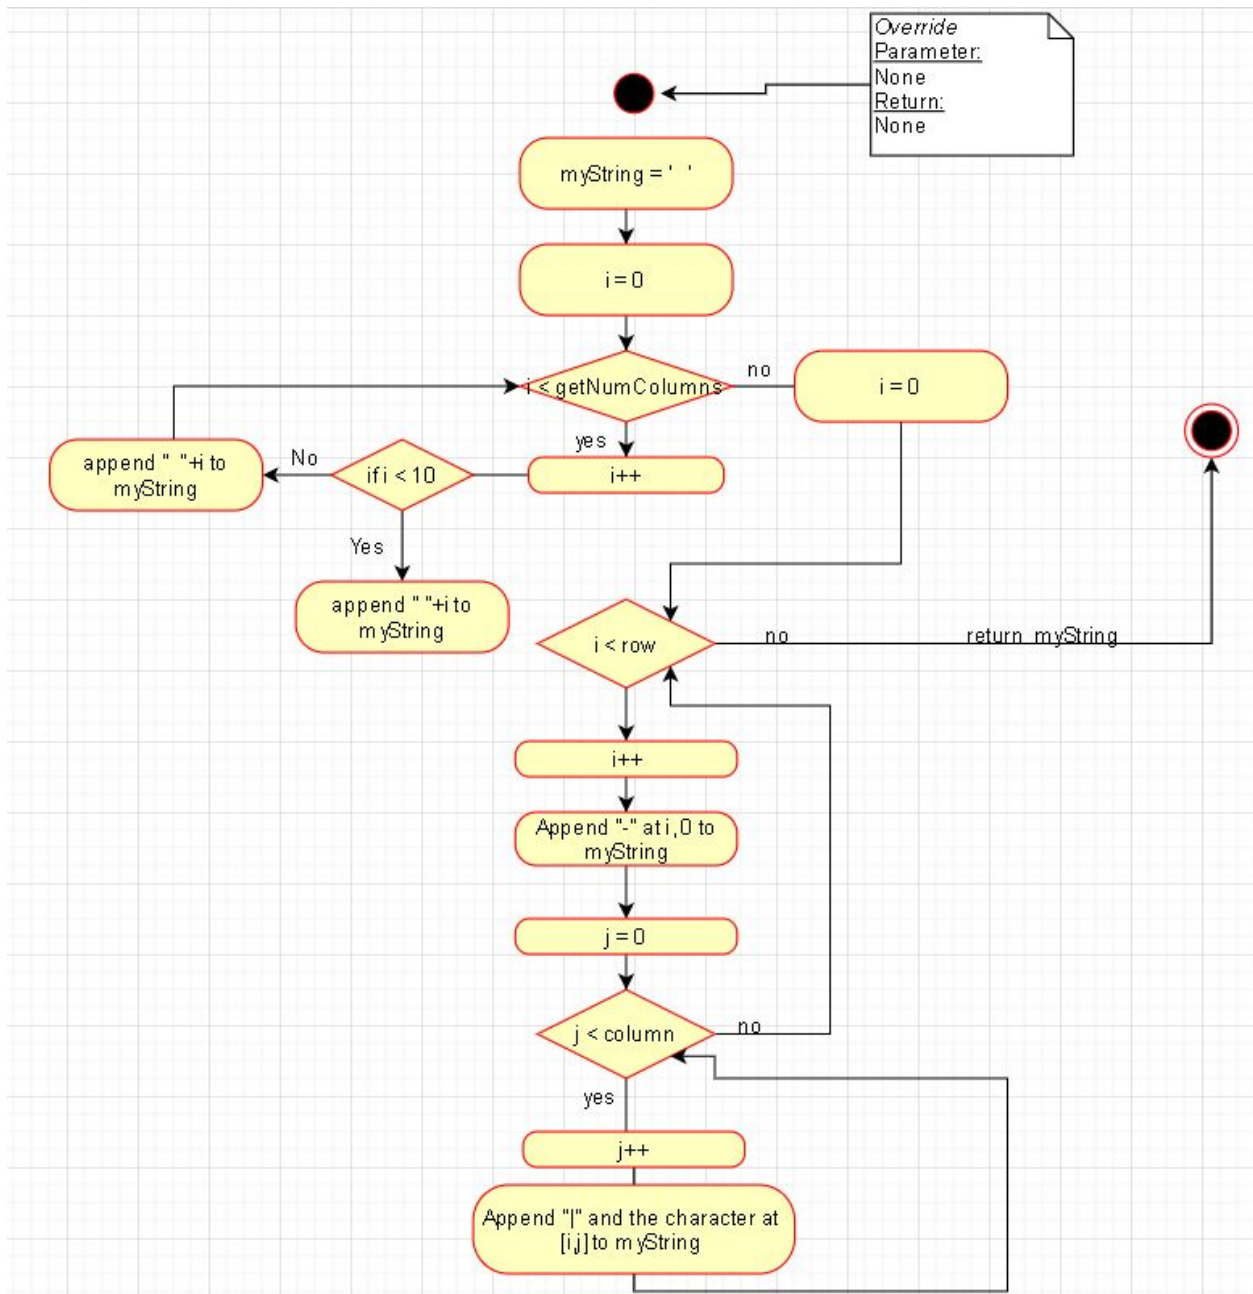 Override
Parameter:
None
Return:
None
myString = ' '
i = 0
i < getNumColumns
no
i = 0
yes
i++
if i < 10
No
append " "+i to
myString
Yes
append " "+i to
myString
i < row
no
return myString
i++
Append "-" at i,0 to
myString
j = 0
j < column
no
yes
j++
Append "|" and the character at
[i,j] to myString